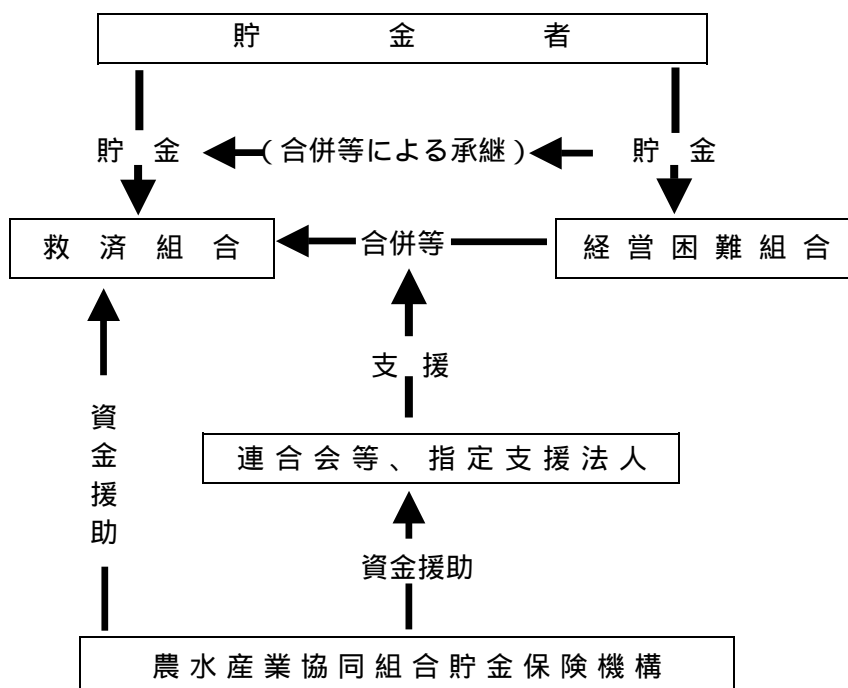 貯金者
貯金 (合併等による承継) 貯金
救済組合 合併等 経営困難組合
支援
資金援助
連合会等、指定支援法人
資金援助
農水産業協同組合貯金保険機構